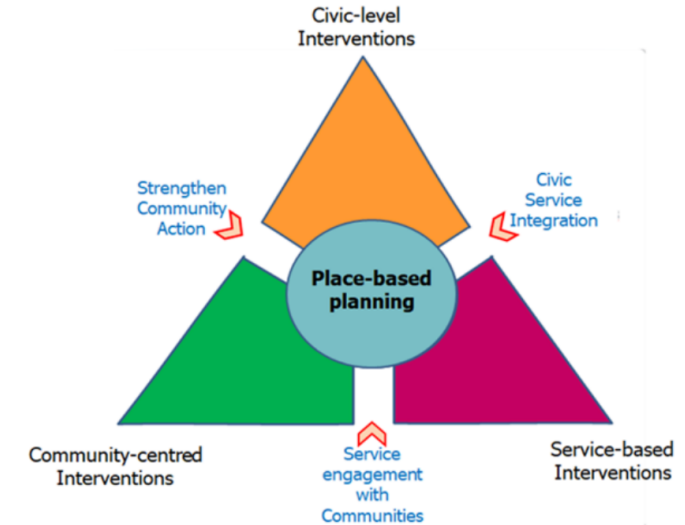 Civic-level
Interventions
Strengthen
Community
Action
Civic
Service
Integration
Place-based
planning
Community-centred
Interventions
Service
engagement
with
Communities
Service-based
Interventions